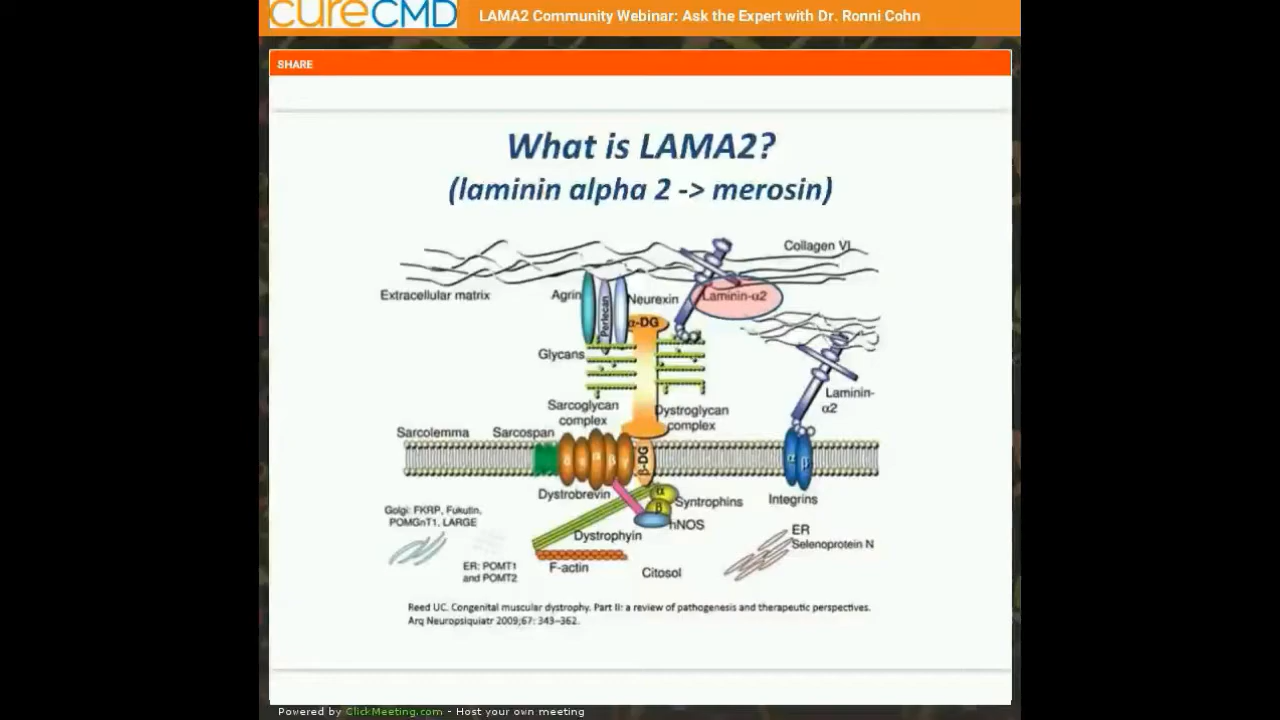 cureCMD
LAMA2 Community Webinar: Ask the Expert with Dr. Ronni Cohn
SHARE
What is LAMA2?
(laminin alpha 2 -> merosin)
Collagen VI
Extracellular matrix
Agrin
Perlecan
Neurexin
Laminin-α2
α-DG
Glycans
Laminin-
α2
Sarcoglycan
complex
Dystroglycan
complex
Sarcolemma
Sarcospan
α
β
γ
β-DG
α β
Dystrobrevin
α
β
Syntrophins
Integrins
Golgi: FKRP, Fukutin,
POMGnT1, LARGE
hNOS
Dystrophyin
ER
Selenoprotein N
ER: POMT1
and POMT2
F-actin
Citosol
Reed UC. Congenital muscular dystrophy. Part II: a review of pathogenesis and therapeutic perspectives.
Arq Neuropsiquiatr 2009;67: 343–362.
Powered by ClickMeeting.com - Host your own meeting